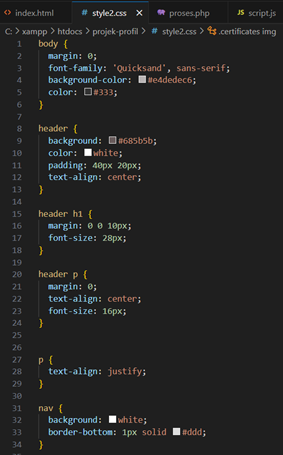 index.html style2.css × proses.php JS script.js
C: > xampp > htdocs > projek-profil > # style2.css > .certificates img
1 body {
2 margin: 0;
3 font-family: 'Quicksand', sans-serif;
4 background-color: #e4dedec6;
5 color: #333;
6 }
7
8 header {
9 background: #685b5b;
10 color: white;
11 padding: 40px 20px;
12 text-align: center;
13 }
14
15 header h1 {
16 margin: 0 0 10px;
17 font-size: 28px;
18 }
19
20 header p {
21 margin: 0;
22 text-align: center;
23 font-size: 16px;
24 }
25
26
27 p {
28 text-align: justify;
29 }
30
31 nav {
32 background: white;
33 border-bottom: 1px solid #ddd;
34 }